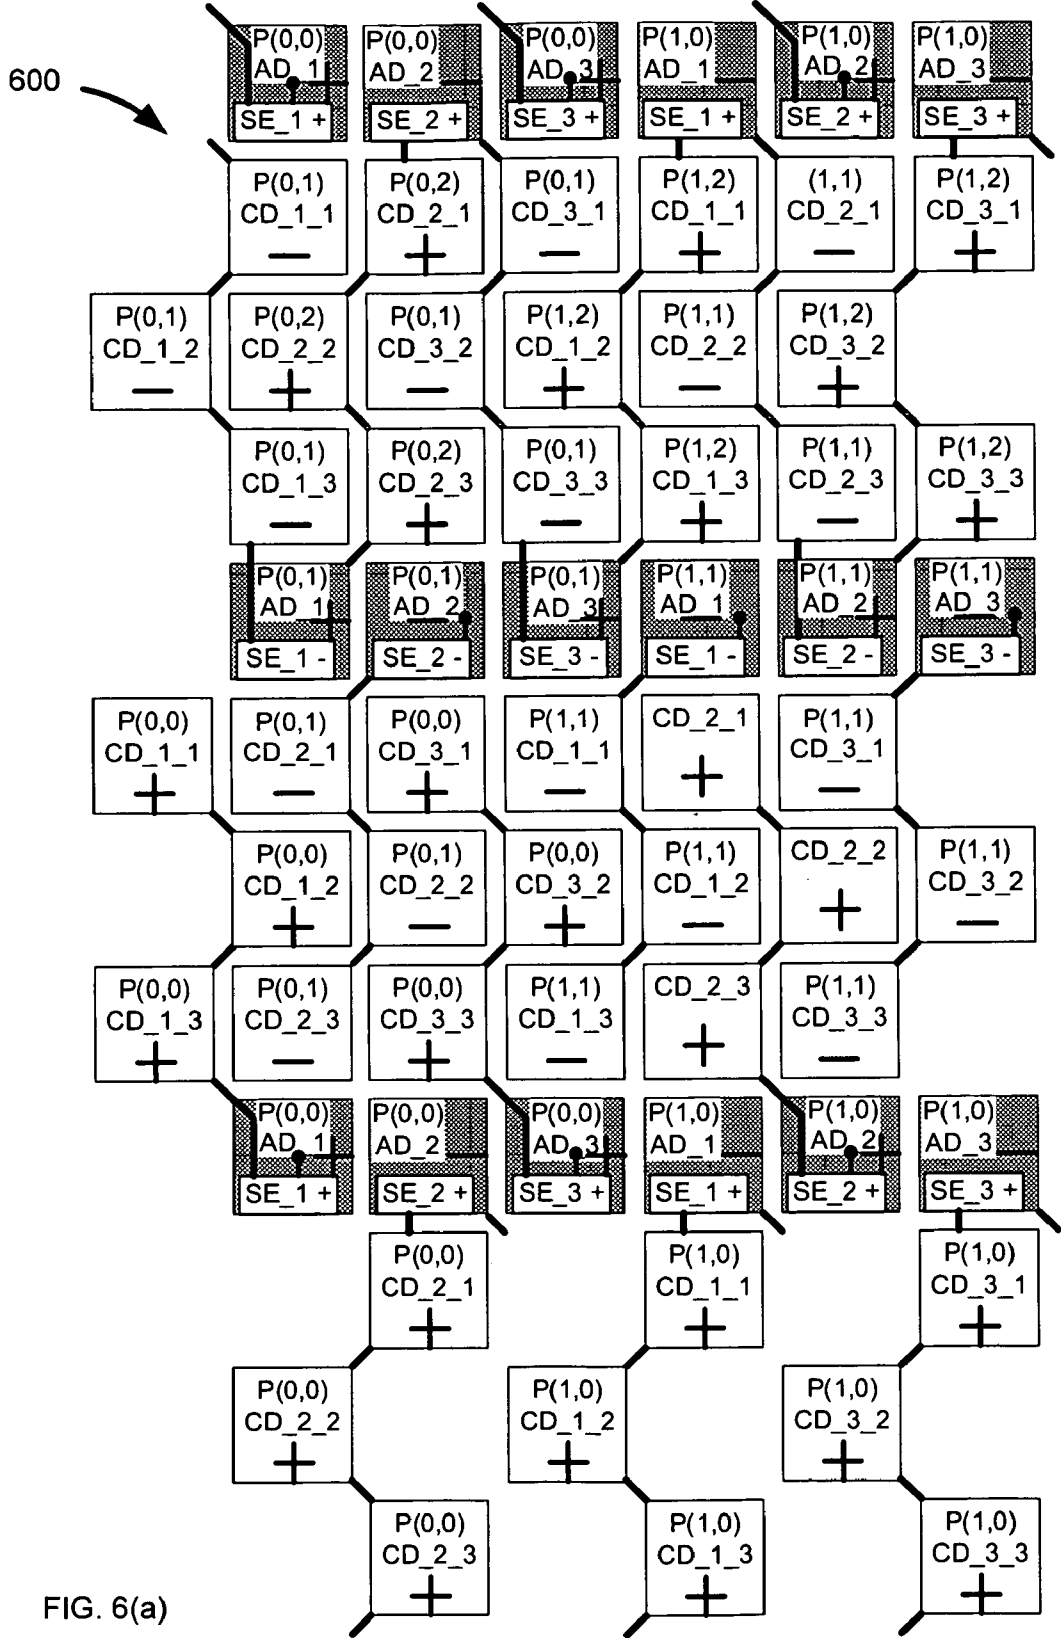 600
P(0,0) P(0,0) P(0,0) P(1,0) P(1,0) P(1,0)
AD_1 AD_2 AD_3 AD_1 AD_2 AD_3
SE_1 + SE_2 + SE_3 + SE_1 + SE_2 + SE_3 +
P(0,1) P(0,2) P(0,1) P(1,2) (1,1) P(1,2)
CD_1_1 CD_2_1 CD_3_1 CD_1_1 CD_2_1 CD_3_1
− + − + − +
P(0,1) P(0,2) P(0,1) P(1,2) P(1,1) P(1,2)
CD_1_2 CD_2_2 CD_3_2 CD_1_2 CD_2_2 CD_3_2
− + − + − +
P(0,1) P(0,2) P(0,1) P(1,2) P(1,1) P(1,2)
CD_1_3 CD_2_3 CD_3_3 CD_1_3 CD_2_3 CD_3_3
− + − + − +
P(0,1) P(0,1) P(0,1) P(1,1) P(1,1) P(1,1)
AD_1 AD_2 AD_3 AD_1 AD_2 AD_3
SE_1 - SE_2 - SE_3 - SE_1 - SE_2 - SE_3 -
P(0,0) P(0,1) P(0,0) P(1,1) CD_2_1 P(1,1)
CD_1_1 CD_2_1 CD_3_1 CD_1_1 CD_3_1
+ − + − + −
P(0,0) P(0,1) P(0,0) P(1,1) CD_2_2 P(1,1)
CD_1_2 CD_2_2 CD_3_2 CD_1_2 CD_3_2
+ − + − + −
P(0,0) P(0,1) P(0,0) P(1,1) CD_2_3 P(1,1)
CD_1_3 CD_2_3 CD_3_3 CD_1_3 CD_3_3
+ − + − + −
P(0,0) P(0,0) P(0,0) P(1,0) P(1,0) P(1,0)
AD_1 AD_2 AD_3 AD_1 AD_2 AD_3
SE_1 + SE_2 + SE_3 + SE_1 + SE_2 + SE_3 +
P(0,0) P(1,0) P(1,0)
CD_2_1 CD_1_1 CD_3_1
+ + +
P(0,0) P(1,0) P(1,0)
CD_2_2 CD_1_2 CD_3_2
+ + +
P(0,0) P(1,0) P(1,0)
CD_2_3 CD_1_3 CD_3_3
+ + +
FIG. 6(a)